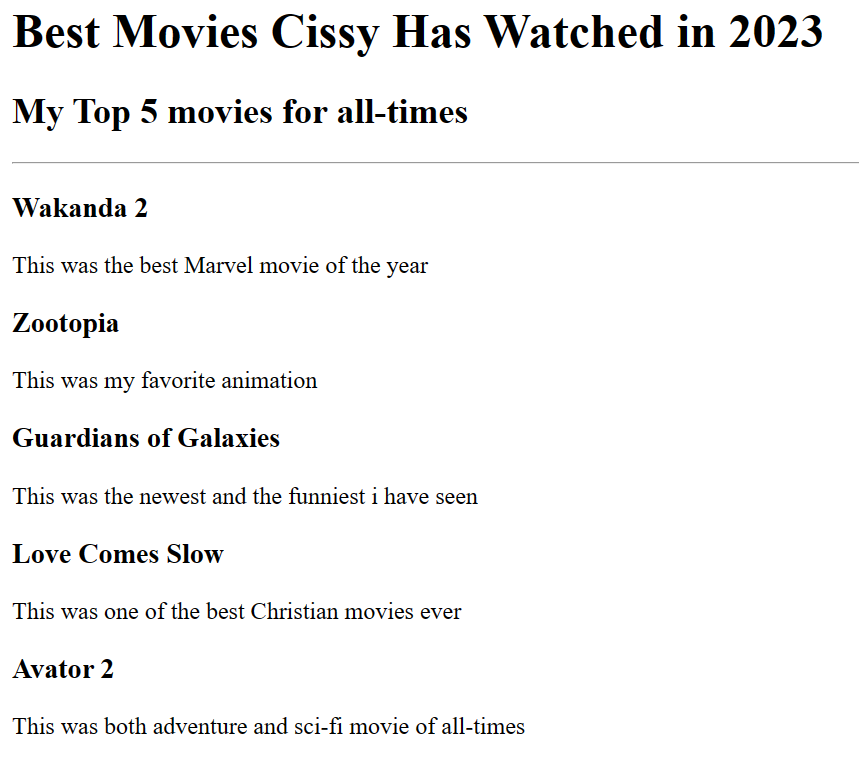 Best Movies Cissy Has Watched in 2023
My Top 5 movies for all-times
Wakanda 2
This was the best Marvel movie of the year
Zootopia
This was my favorite animation
Guardians of Galaxies
This was the newest and the funniest i have seen
Love Comes Slow
This was one of the best Christian movies ever
Avator 2
This was both adventure and sci-fi movie of all-times